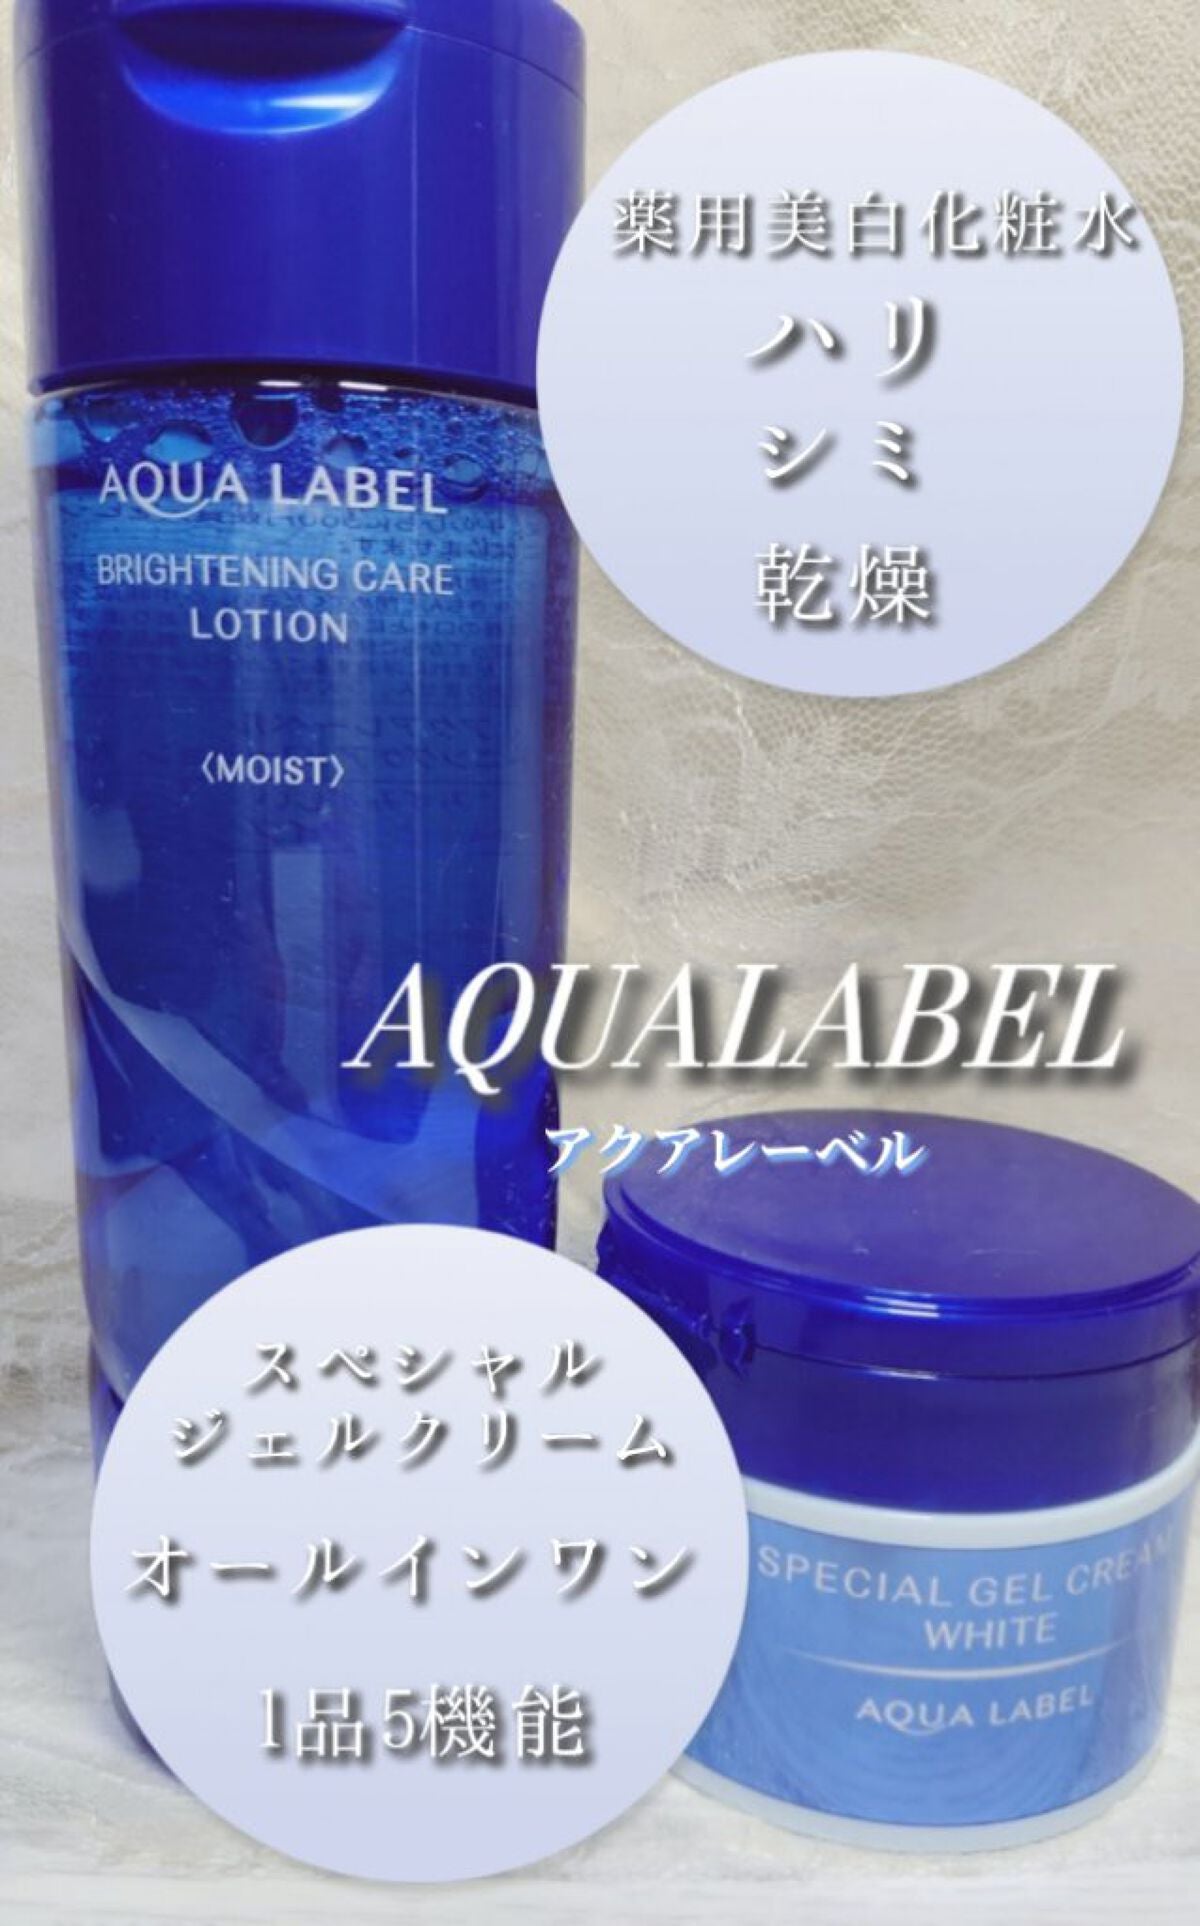 薬用美白化粧水
ハリ
シミ
乾燥
AQUA LABEL
BRIGHTENING CARE
LOTION
〈MOIST〉
AQUALABEL
アクアレーベル
スペシャル
ジェルクリーム
オールインワン
1品5機能
SPECIAL GEL CREAM
WHITE
AQUA LABEL